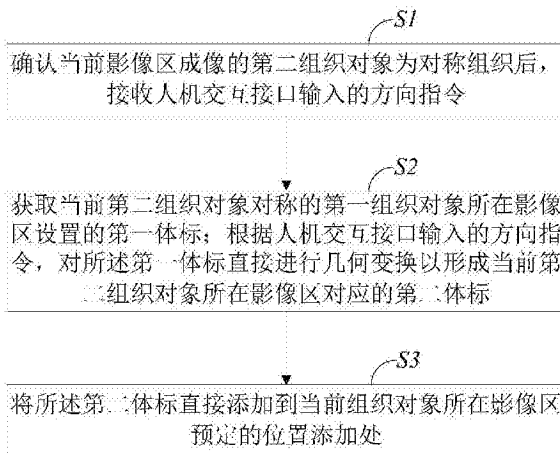 S1
确认当前影像区成像的第二组织对象为对称组织后，
接收人机交互接口输入的方向指令
S2
获取当前第二组织对象对称的第一组织对象所在影像
区设置的第一体标；根据人机交互接口输入的方向指
令，对所述第一体标直接进行几何变换以形成当前第
二组织对象所在影像区对应的第二体标
S3
将所述第二体标直接添加到当前组织对象所在影像区
预定的位置添加处